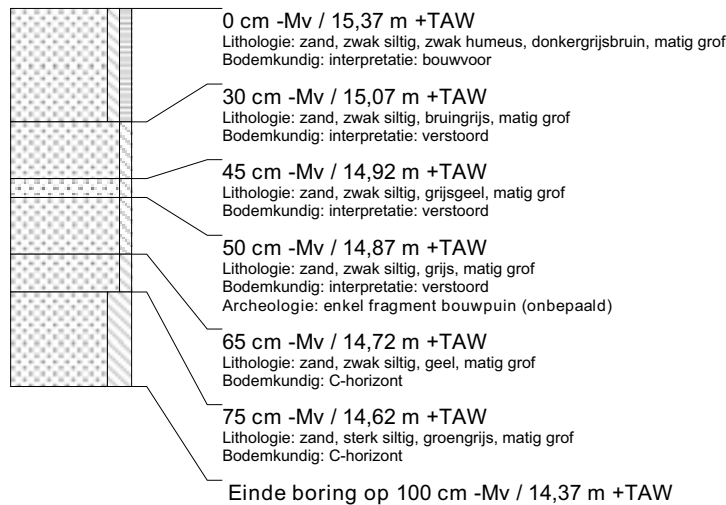 0 cm -Mv / 15,37 m +TAW
Lithologie: zand, zwak siltig, zwak humeus, donkergrijsbruin, matig grof
Bodemkundig: interpretatie: bouwvoor
30 cm -Mv / 15,07 m +TAW
Lithologie: zand, zwak siltig, bruingrijs, matig grof
Bodemkundig: interpretatie: verstoord
45 cm -Mv / 14,92 m +TAW
Lithologie: zand, zwak siltig, grijsgeel, matig grof
Bodemkundig: interpretatie: verstoord
50 cm -Mv / 14,87 m +TAW
Lithologie: zand, zwak siltig, grijs, matig grof
Bodemkundig: interpretatie: verstoord
Archeologie: enkel fragment bouwpuin (onbepaald)
65 cm -Mv / 14,72 m +TAW
Lithologie: zand, zwak siltig, geel, matig grof
Bodemkundig: C-horizont
75 cm -Mv / 14,62 m +TAW
Lithologie: zand, sterk siltig, groengrijs, matig grof
Bodemkundig: C-horizont
Einde boring op 100 cm -Mv / 14,37 m +TAW